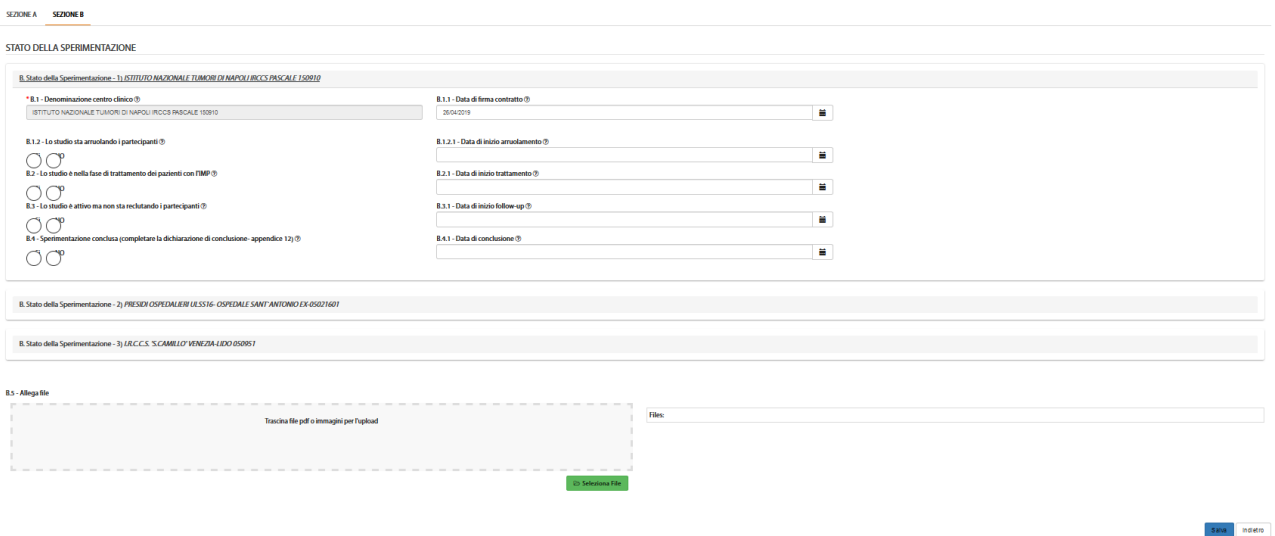 SEZIONE A SEZIONE B
STATO DELLA SPERIMENTAZIONE
B. Stato della Sperimentazione - 1) ISTITUTO NAZIONALE TUMORI DI NAPOLI IRCCS PASCALE 150910
* B.1 - Denominazione centro clinico B.1.1 - Data di firma contratto
ISTITUTO NAZIONALE TUMORI DI NAPOLI IRCCS PASCALE 150910 26/04/2019
B.1.2 - Lo studio sta arruolando i partecipanti B.1.2.1 - Data di inizio arruolamento
B.2 - Lo studio è nella fase di trattamento dei pazienti con l'IMP B.2.1 - Data di inizio trattamento
B.3 - Lo studio è attivo ma non sta reclutando i partecipanti B.3.1 - Data di inizio follow-up
B.4 - Sperimentazione conclusa (completare la dichiarazione di conclusione- appendice 12) B.4.1 - Data di conclusione
B. Stato della Sperimentazione - 2) PRESIDI OSPEDALIERI ULSS16- OSPEDALE SANT'ANTONIO EX-05021601
B. Stato della Sperimentazione - 3) I.R.C.C.S. 'S.CAMILLO' VENEZIA-LIDO 050951
B.5 - Allega file
Trascina file pdf o immagini per l'upload
Files:
Seleziona File
Salva Indietro